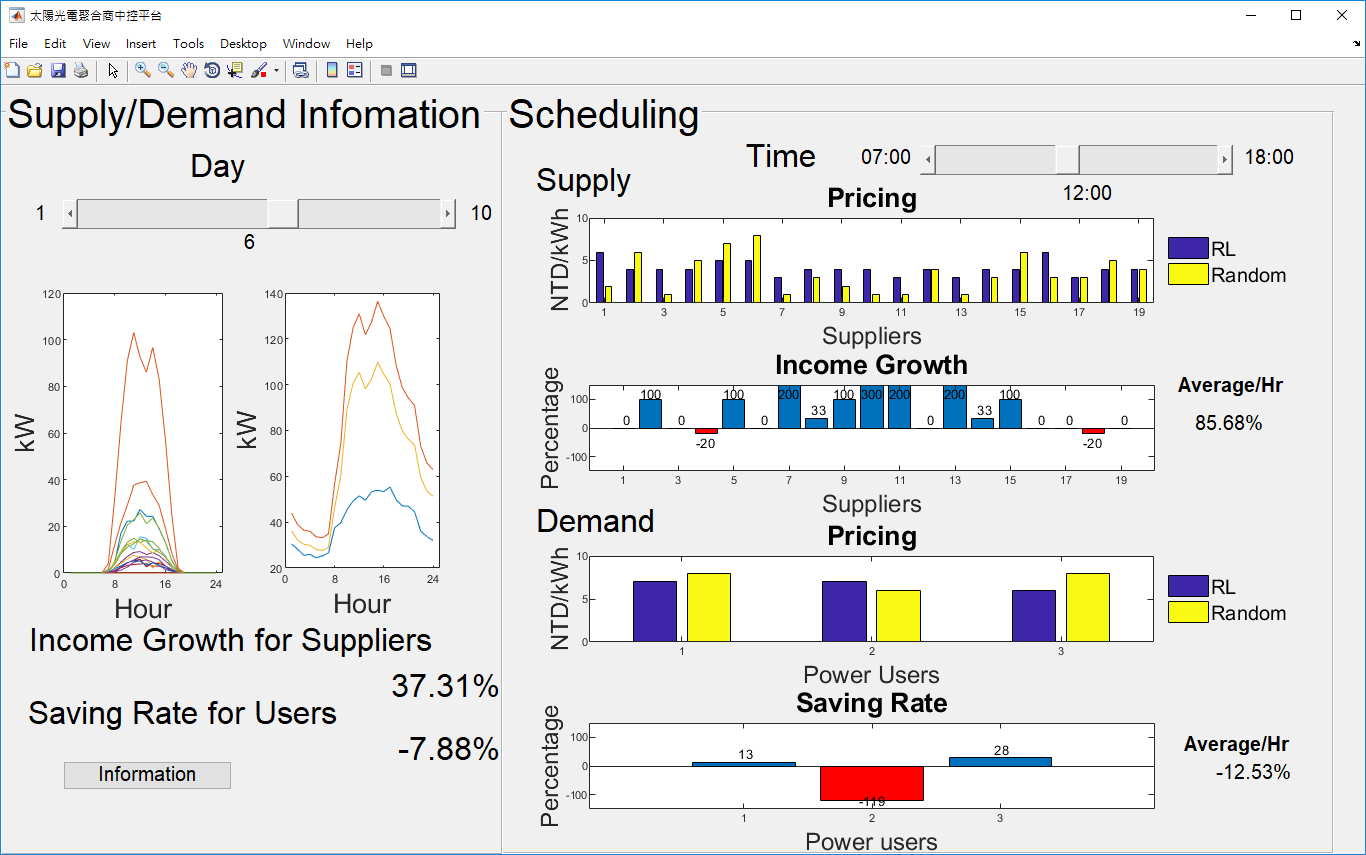 太陽光電聚合商中控平台
File Edit View Insert Tools Desktop Window Help
Supply/Demand Infomation
Day
1 10
6
kW
120
100
80
60
40
20
0
0 8 16 24
Hour
kW
140
120
100
80
60
40
20
0 8 16 24
Hour
Income Growth for Suppliers
37.31%
Saving Rate for Users
-7.88%
Information
Scheduling
Time 07:00 18:00
12:00
Supply
Pricing
NTD/kWh
10
5
0
1 3 5 7 9 11 13 15 17 19
Suppliers
RL
Random
Income Growth
Percentage
100
0
-100
0 100 0 -20 100 0 200 33 100 300 200 0 200 33 100 0 0 -20 0
1 3 5 7 9 11 13 15 17 19
Suppliers
Average/Hr
85.68%
Demand
Pricing
NTD/kWh
10
5
0
1 2 3
Power Users
RL
Random
Saving Rate
Percentage
100
0
-100
13 -119 28
1 2 3
Power users
Average/Hr
-12.53%